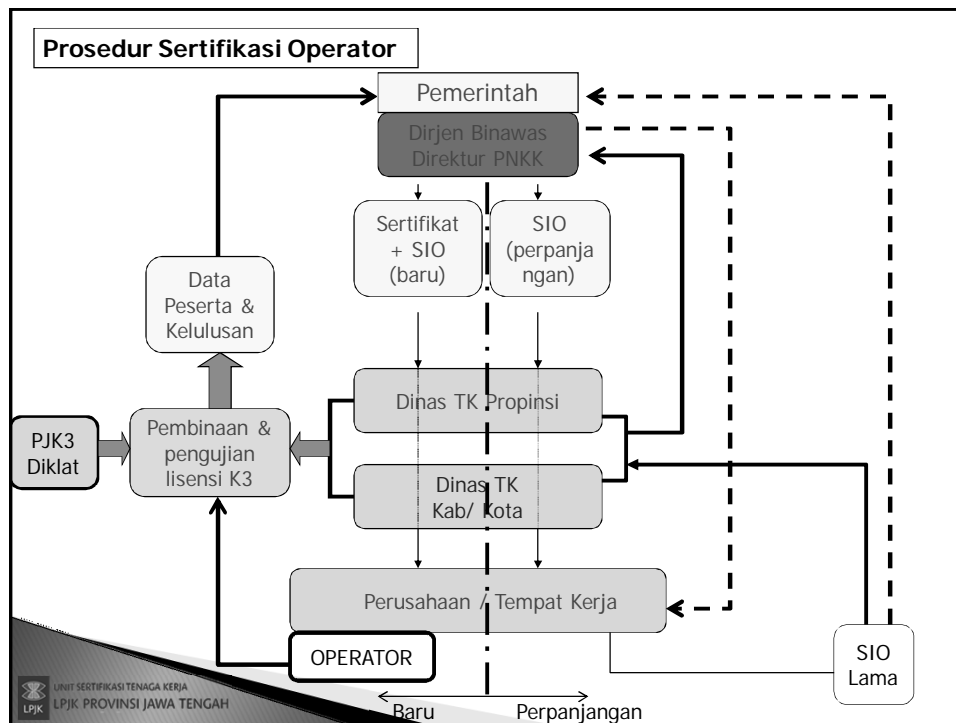 Prosedur Sertifikasi Operator
Pemerintah
Dirjen Binawas
Direktur PNKK
Sertifikat
+ SIO
(baru)
SIO
(perpanja
ngan)
Data
Peserta &
Kelulusan
Dinas TK Propinsi
PJK3
Diklat
Pembinaan &
pengujian
lisensi K3
Dinas TK
Kab/ Kota
Perusahaan / Tempat Kerja
OPERATOR
SIO
Lama
UNIT SERTIFIKASI TENAGA KERJA
LPJK PROVINSI JAWA TENGAH
LPJK
Baru
Perpanjangan